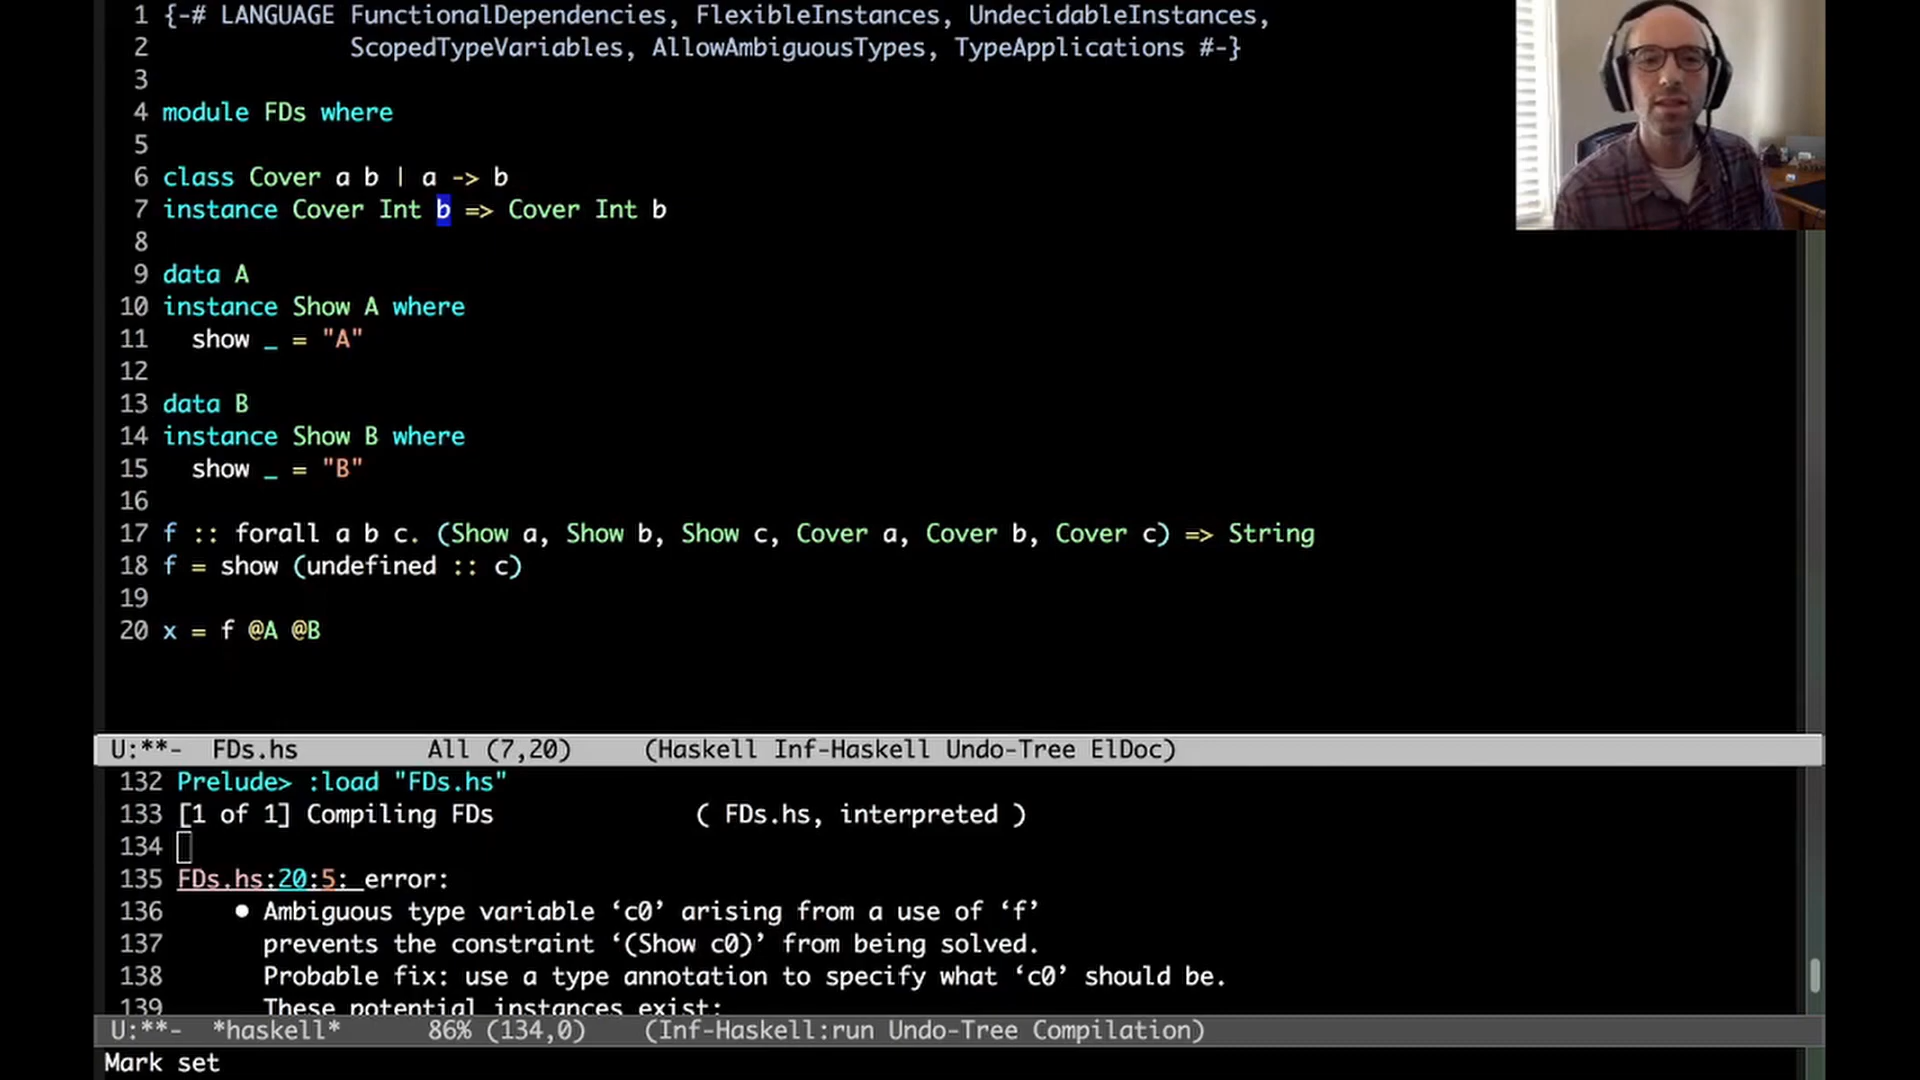 1 {-# LANGUAGE FunctionalDependencies, FlexibleInstances, UndecidableInstances,
2 ScopedTypeVariables, AllowAmbiguousTypes, TypeApplications #-}
3
4 module FDs where
5
6 class Cover a b | a -> b
7 instance Cover Int b => Cover Int b
8
9 data A
10 instance Show A where
11 show _ = "A"
12
13 data B
14 instance Show B where
15 show _ = "B"
16
17 f :: forall a b c. (Show a, Show b, Show c, Cover a, Cover b, Cover c) => String
18 f = show (undefined :: c)
19
20 x = f @A @B
U:**- FDs.hs All (7,20) (Haskell Inf-Haskell Undo-Tree ElDoc)
132 Prelude> :load "FDs.hs"
133 [1 of 1] Compiling FDs ( FDs.hs, interpreted )
134
135 FDs.hs:20:5: error:
136 • Ambiguous type variable ‘c0’ arising from a use of ‘f’
137 prevents the constraint ‘(Show c0)’ from being solved.
138 Probable fix: use a type annotation to specify what ‘c0’ should be.
139 These potential instances exist:
U:**- *haskell* 86% (134,0) (Inf-Haskell:run Undo-Tree Compilation)
Mark set